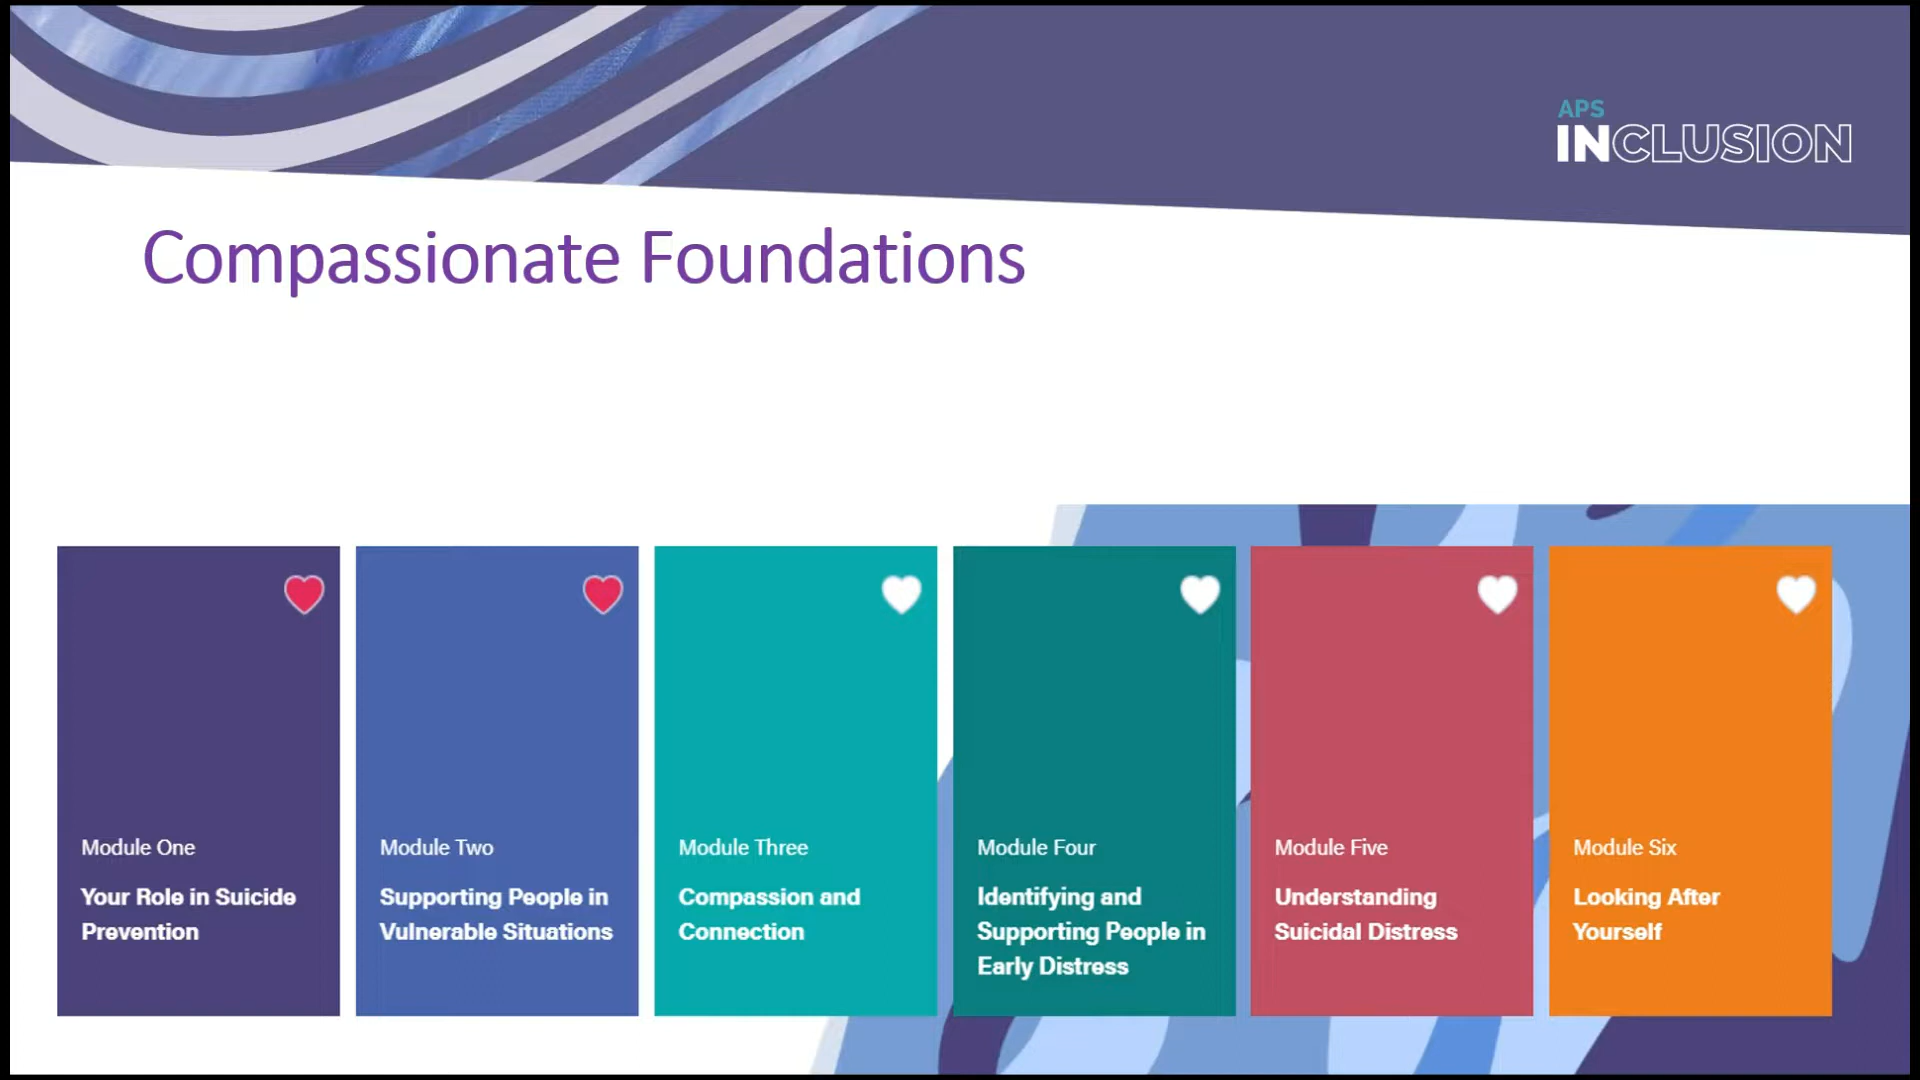 APS
INCLUSION
Compassionate Foundations
Module One
Your Role in Suicide
Prevention
Module Two
Supporting People in
Vulnerable Situations
Module Three
Compassion and
Connection
Module Four
Identifying and
Supporting People in
Early Distress
Module Five
Understanding
Suicidal Distress
Module Six
Looking After
Yourself